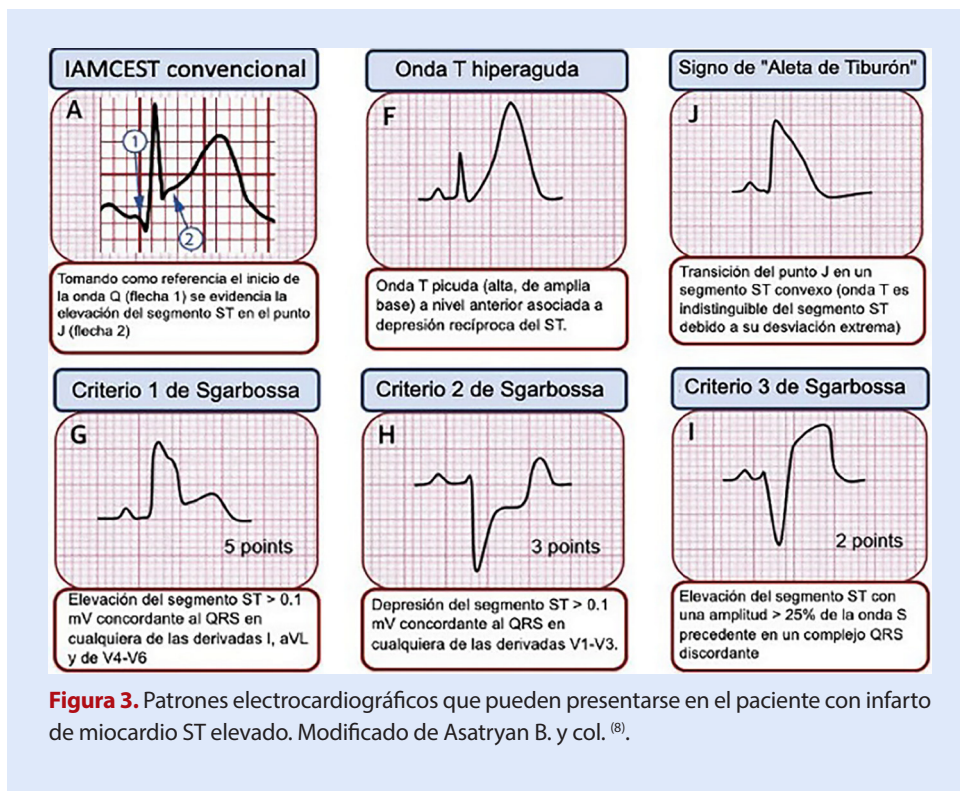 IAMCEST convencional
A
1
2
Tomando como referencia el inicio de
la onda Q (flecha 1) se evidencia la
elevación del segmento ST en el punto
J (flecha 2)
Onda T hiperaguda
F
Onda T picuda (alta, de amplia
base) a nivel anterior asociada a
depresión recíproca del ST.
Signo de "Aleta de Tiburón"
J
Transición del punto J en un
segmento ST convexo (onda T es
indistinguible del segmento ST
debido a su desviación extrema)
Criterio 1 de Sgarbossa
G
5 points
Elevación del segmento ST > 0.1
mV concordante al QRS en
cualquiera de las derivadas I, aVL
y de V4-V6
Criterio 2 de Sgarbossa
H
3 points
Depresión del segmento ST > 0.1
mV concordante al QRS en
cualquiera de las derivadas V1-V3.
Criterio 3 de Sgarbossa
I
2 points
Elevación del segmento ST con
una amplitud > 25% de la onda S
precedente en un complejo QRS
discordante
Figura 3. Patrones electrocardiográficos que pueden presentarse en el paciente con infarto
de miocardio ST elevado. Modificado de Asatryan B. y col. (8).